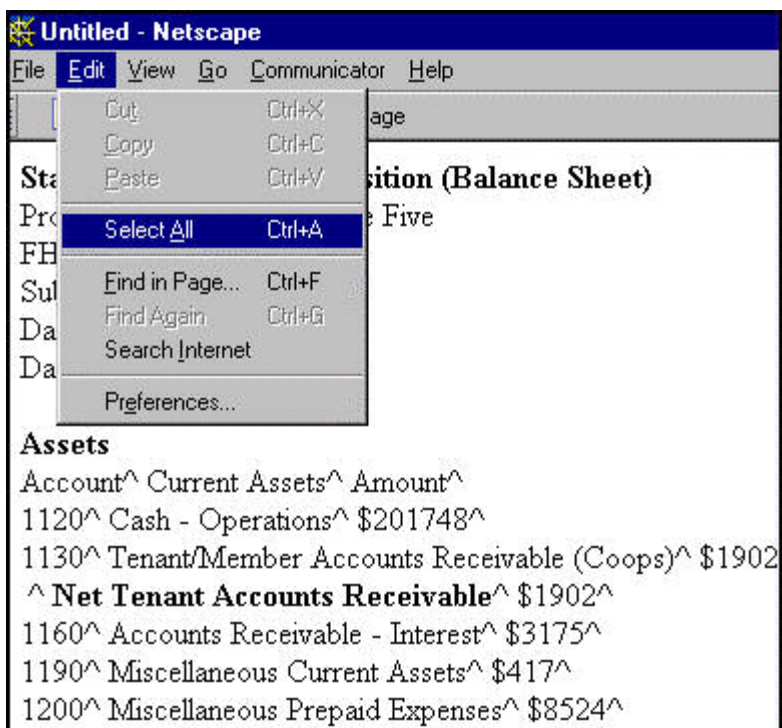 Untitled - Netscape
File Edit View Go Communicator Help
Cut Ctrl+X
age
Copy Ctrl+C
Paste Ctrl+V
Sta
sition (Balance Sheet)
Pro
e Five
Select All Ctrl+A
FH
Find in Page... Ctrl+F
Sul
Find Again Ctrl+G
Da
Search Internet
Da
Preferences...
Assets
Account^ Current Assets^ Amount^
1120^ Cash - Operations^ $201748^
1130^ Tenant/Member Accounts Receivable (Coops)^ $1902
^ Net Tenant Accounts Receivable^ $1902^
1160^ Accounts Receivable - Interest^ $3175^
1190^ Miscellaneous Current Assets^ $417^
1200^ Miscellaneous Prepaid Expenses^ $8524^